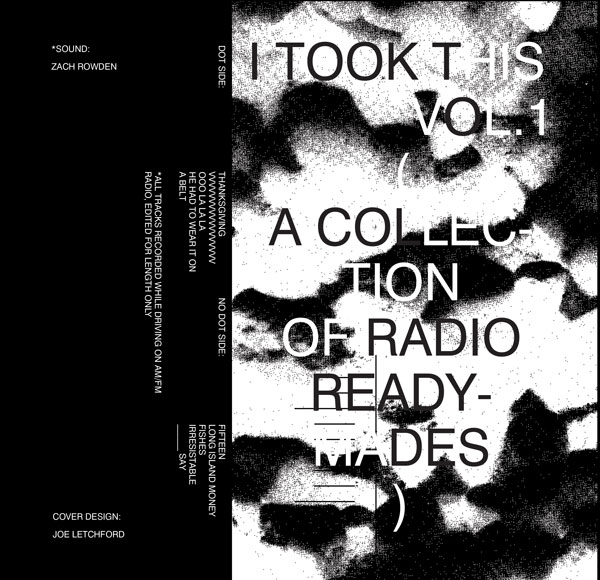 *SOUND:
ZACH ROWDEN
DOT SIDE:
THANKSGIVING
VVVVVVVVVVVVVVV
OOO LA LA LA
HE HAD TO WEAR IT ON
A BELT
*ALL TRACKS RECORDED WHILE DRIVING ON AM/FM
RADIO, EDITED FOR LENGTH ONLY
NO DOT SIDE:
FIFTEEN
LONG ISLAND MONEY
FISHES
IRRESISTABLE
_____ SAY
COVER DESIGN:
JOE LETCHFORD
I TOOK THIS
VOL.1
(
A COLLEC-
TION
OF RADIO
READY-
MADES
)